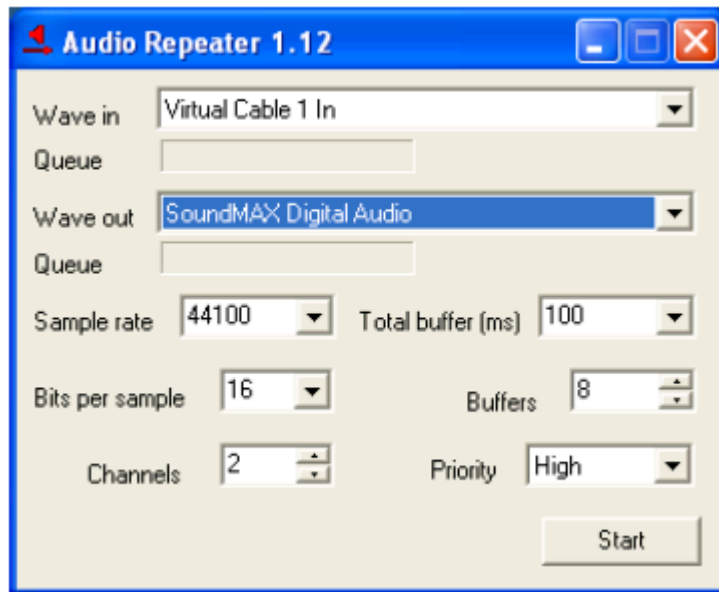 Audio Repeater 1.12
Wave in Virtual Cable 1 In
Queue
Wave out SoundMAX Digital Audio
Queue
Sample rate 44100 Total buffer (ms) 100
Bits per sample 16 Buffers 8
Channels 2 Priority High
Start